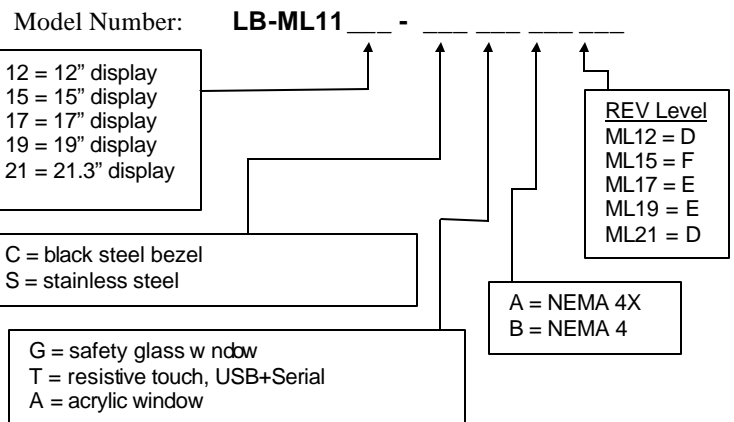 Model Number: LB-ML11___ - ___ ___ ___ ___
12 = 12” display
15 = 15” display
17 = 17” display
19 = 19” display
21 = 21.3” display
REV Level
ML12 = D
ML15 = F
ML17 = E
ML19 = E
ML21 = D
C = black steel bezel
S = stainless steel
A = NEMA 4X
B = NEMA 4
G = safety glass w ndow
T = resistive touch, USB+Serial
A = acrylic window